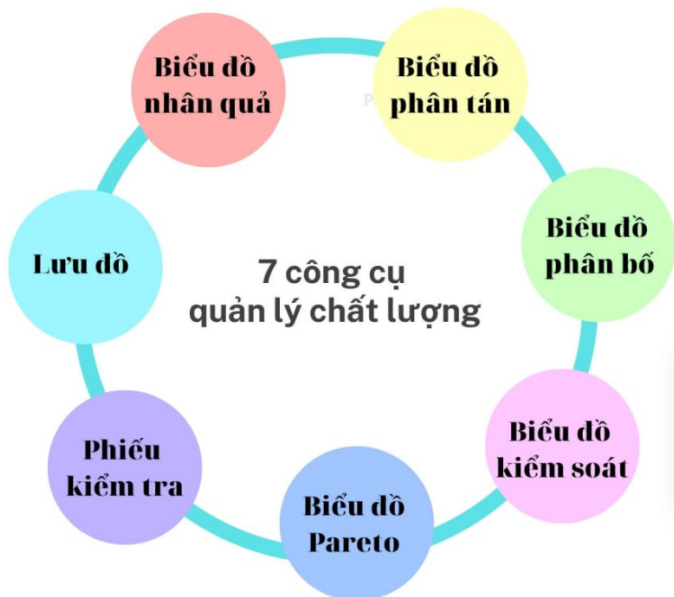 Biểu đồ
nhân quả
Biểu đồ
phân tán
Biểu đồ
phân bố
Lưu đồ
7 công cụ
quản lý chất lượng
Biểu đồ
kiểm soát
Phiếu
kiểm tra
Biểu đồ
Pareto